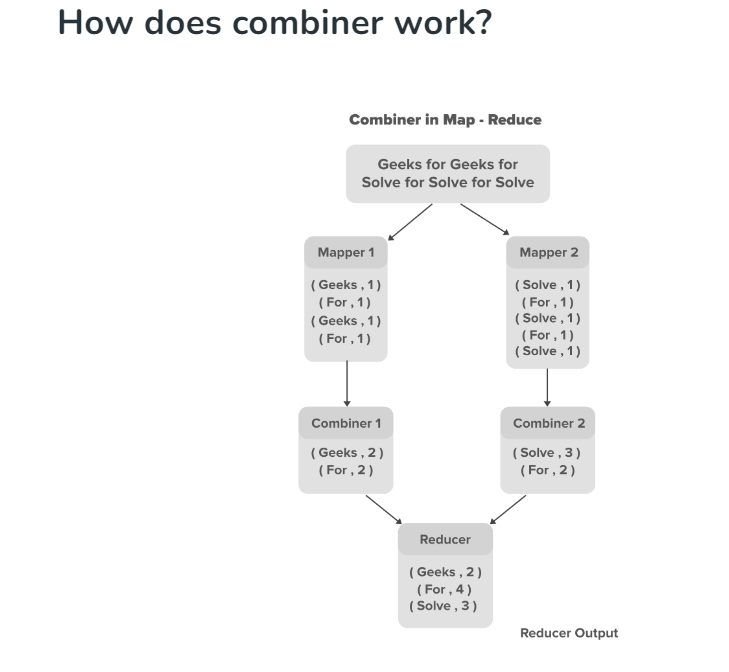 How does combiner work?
Combiner in Map - Reduce
Geeks for Geeks for
Solve for Solve for Solve
Mapper 1
( Geeks , 1 )
( For , 1 )
( Geeks , 1 )
( For , 1 )
Mapper 2
( Solve , 1 )
( For , 1 )
( Solve , 1 )
( For , 1 )
( Solve , 1 )
Combiner 1
( Geeks , 2 )
( For , 2 )
Combiner 2
( Solve , 3 )
( For , 2 )
Reducer
( Geeks , 2 )
( For , 4 )
( Solve , 3 )
Reducer Output